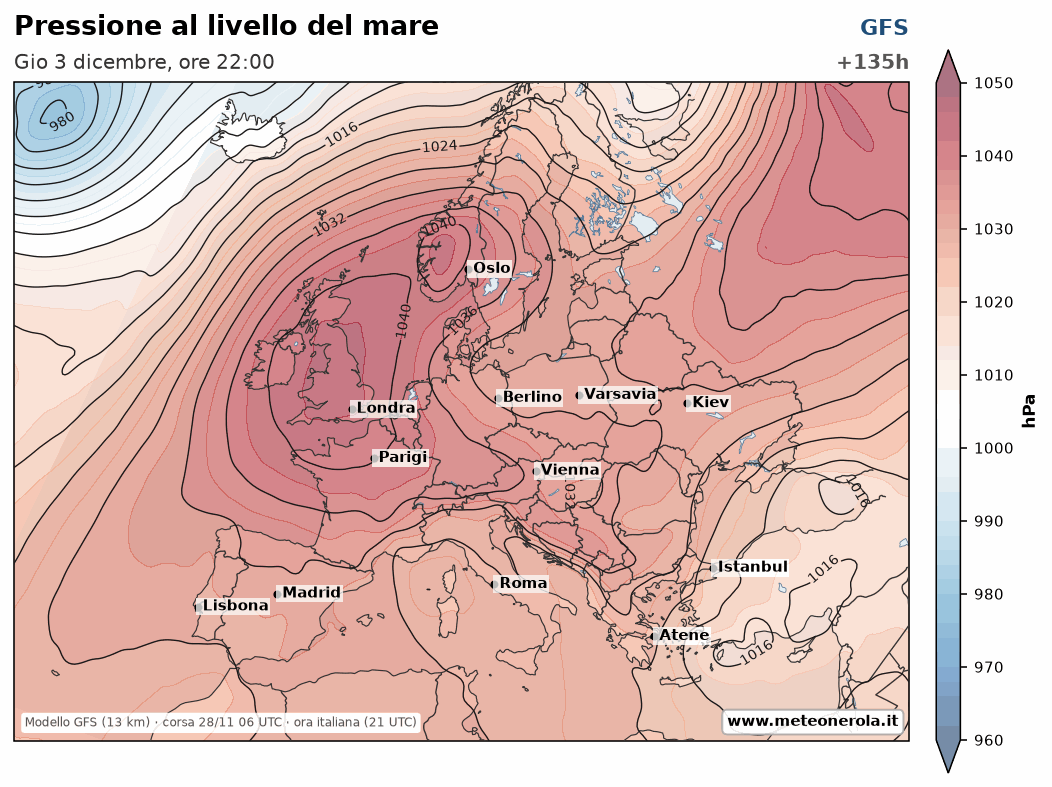 Pressione al livello del mare
GFS
Gio 3 dicembre, ore 22:00
+135h
980
1016
1024
1032
1040
Oslo
1036
1040
Londra
Berlino
Varsavia
Kiev
Parigi
Vienna
1016
Istanbul
1016
Roma
Madrid
Lisbona
Atene
1016
Modello GFS (13 km) · corsa 28/11 06 UTC · ora italiana (21 UTC)
www.meteonerola.it
1050
1040
1030
1020
1010
1000
990
980
970
960
hPa